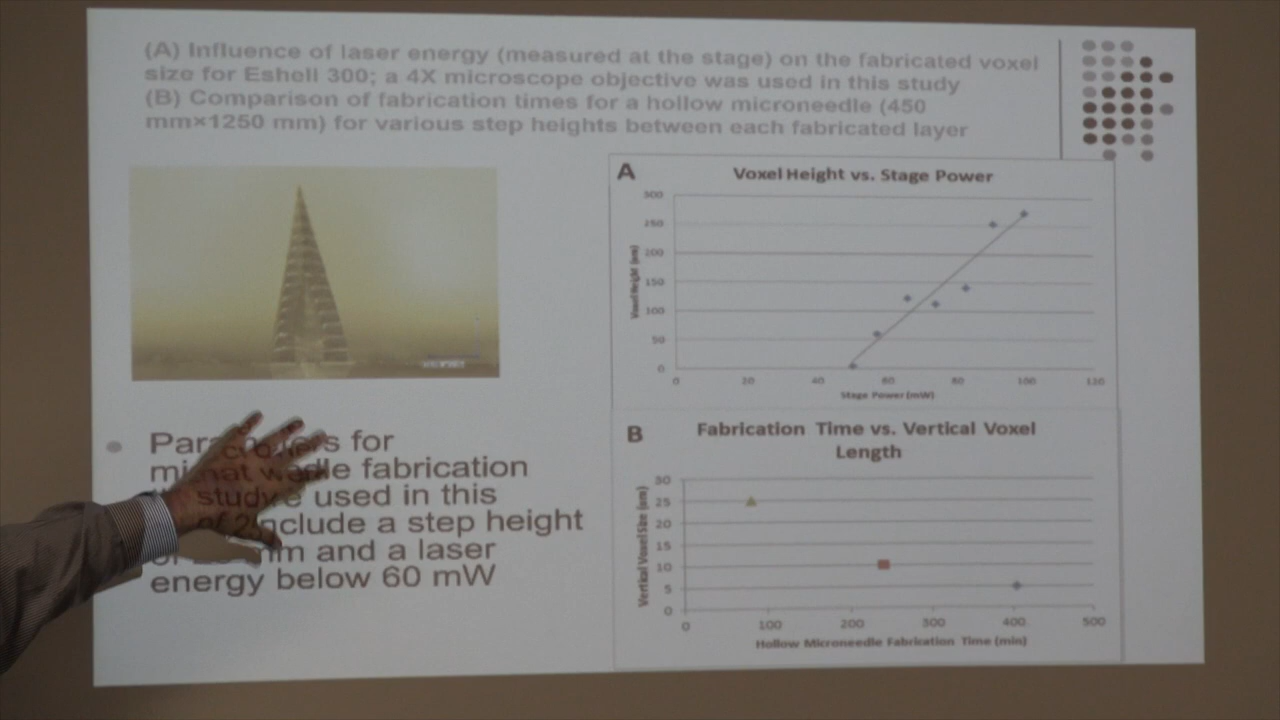 (A) Influence of laser energy (measured at the stage) on the fabricated voxel
size for Eshell 300; a 4X microscope objective was used in this study
(B) Comparison of fabrication times for a hollow microneedle (450
mm×1250 mm) for various step heights between each fabricated layer
A
Voxel Height vs. Stage Power
300
250
200
150
100
50
0
Voxel Height (um)
0 20 40 60 80 100 120
Stage Power (mW)
B
Fabrication Time vs. Vertical Voxel
Length
30
25
20
15
10
5
0
Vertical Voxel Size (um)
0 100 200 300 400 500
Hollow Microneedle Fabrication Time (min)
for
fabrication
used in this
include a step height
and a laser
energy below 60 mW